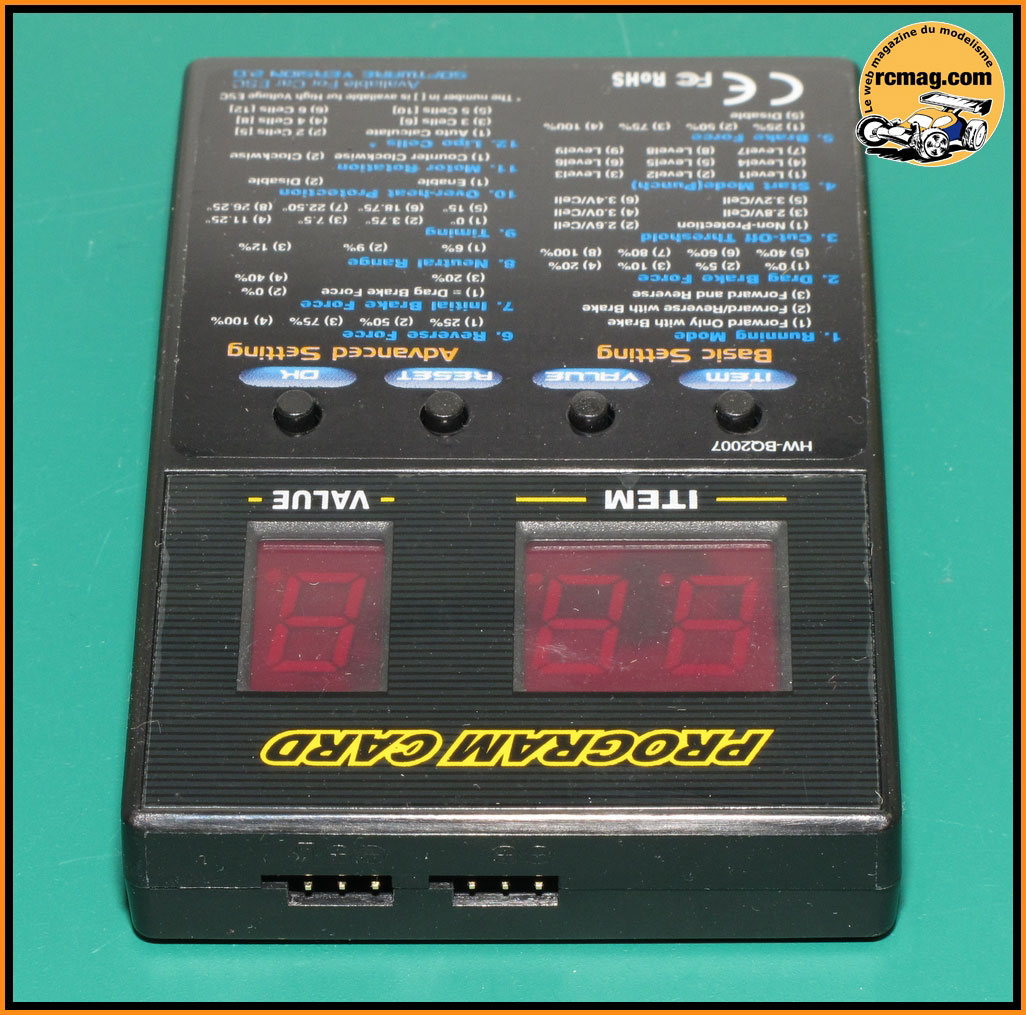 Le web magazine du modelisme
rcmag.com
PROGRAM CARD
ITEM
VALUE
HW-BQ2007
ITEM
VALUE
RESET
OK
Basic Setting
1. Running Mode
(1) Forward Only with Brake
(2) Forward/Reverse with Brake
(3) Forward and Reverse
2. Drag Brake Force
(1) 0% (2) 5% (3) 10% (4) 20%
(5) 40% (6) 60% (7) 80% (8) 100%
3. Cut-Off Threshold
(1) Non-Protection (2) 2.6V/Cell
(3) 2.8V/Cell (4) 3.0V/Cell
(5) 3.2V/Cell (6) 3.4V/Cell
4. Start Mode(Punch)
(1) Level1 (2) Level2 (3) Level3
(4) Level4 (5) Level5 (6) Level6
(7) Level7 (8) Level8 (9) Level9
5. Brake Force
(1) 25% (2) 50% (3) 75% (4) 100%
(5) Disable
Advanced Setting
6. Reverse Force
(1) 25% (2) 50% (3) 75% (4) 100%
7. Initial Brake Force
(1) = Drag Brake Force (2) 0%
(3) 20% (4) 40%
8. Neutral Range
(1) 6% (2) 9% (3) 12%
9. Timing
(1) 0° (2) 3.75° (3) 7.5° (4) 11.25°
(5) 15° (6) 18.75° (7) 22.50° (8) 26.25°
10. Over-heat Protection
(1) Enable (2) Disable
11. Motor Rotation
(1) Counter Clockwise (2) Clockwise
12. Lipo Cells *
(1) Auto Calculate (2) 2 Cells [5]
(3) 3 Cells [6] (4) 4 Cells [8]
(5) 5 Cells [10] (6) 6 Cells [12]
* The number in [ ] is available for High Voltage ESC
Available For Car ESC
SOFTWARE VERSION 2.0
CE FC RoHS